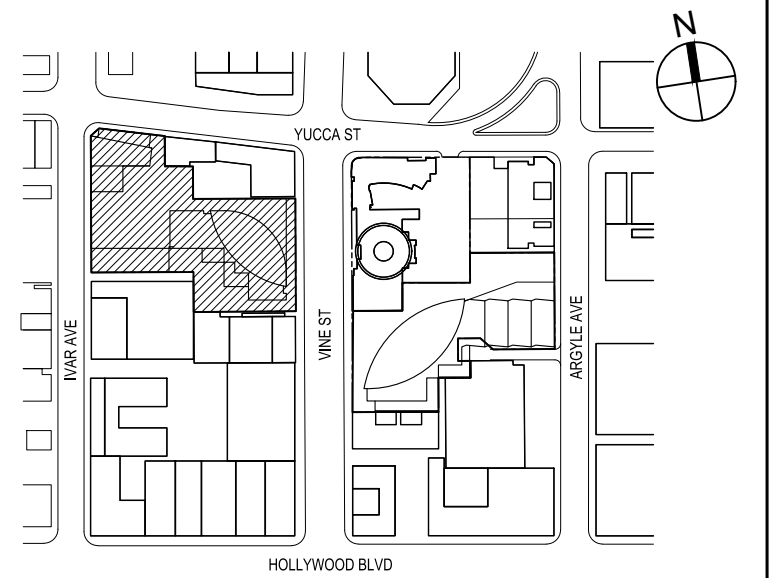 N
YUCCA ST
IVAR AVE
VINE ST
ARGYLE AVE
HOLLYWOOD BLVD